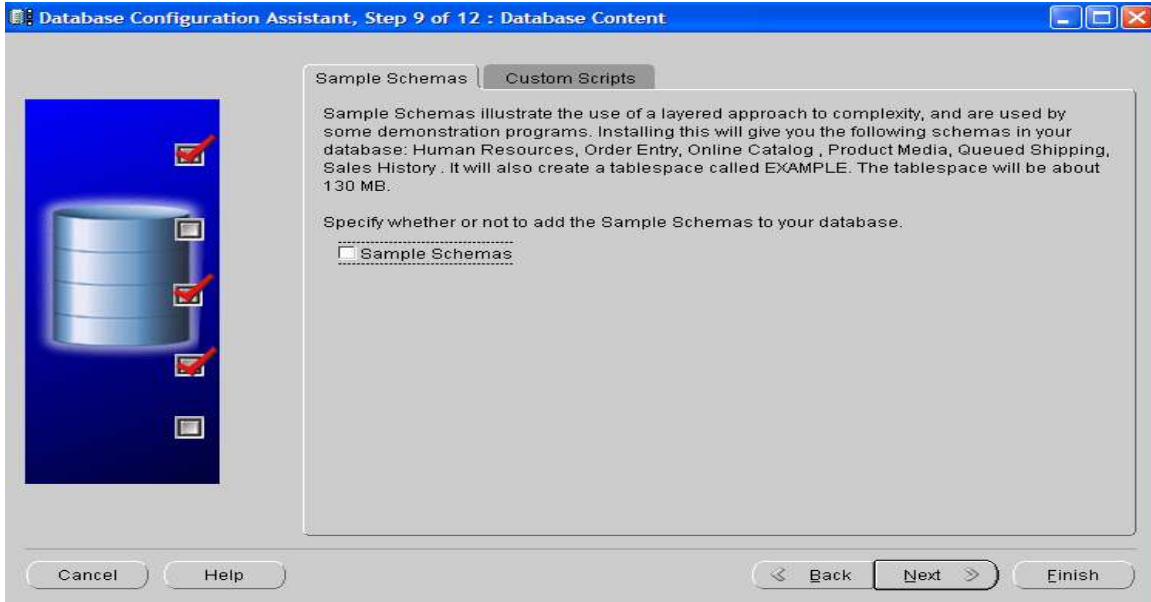 Database Configuration Assistant, Step 9 of 12 : Database Content
Sample Schemas
Custom Scripts
Sample Schemas illustrate the use of a layered approach to complexity, and are used by
some demonstration programs. Installing this will give you the following schemas in your
database: Human Resources, Order Entry, Online Catalog , Product Media, Queued Shipping,
Sales History . It will also create a tablespace called EXAMPLE. The tablespace will be about
130 MB.
Specify whether or not to add the Sample Schemas to your database.
Sample Schemas
Cancel
Help
Back
Next
Finish